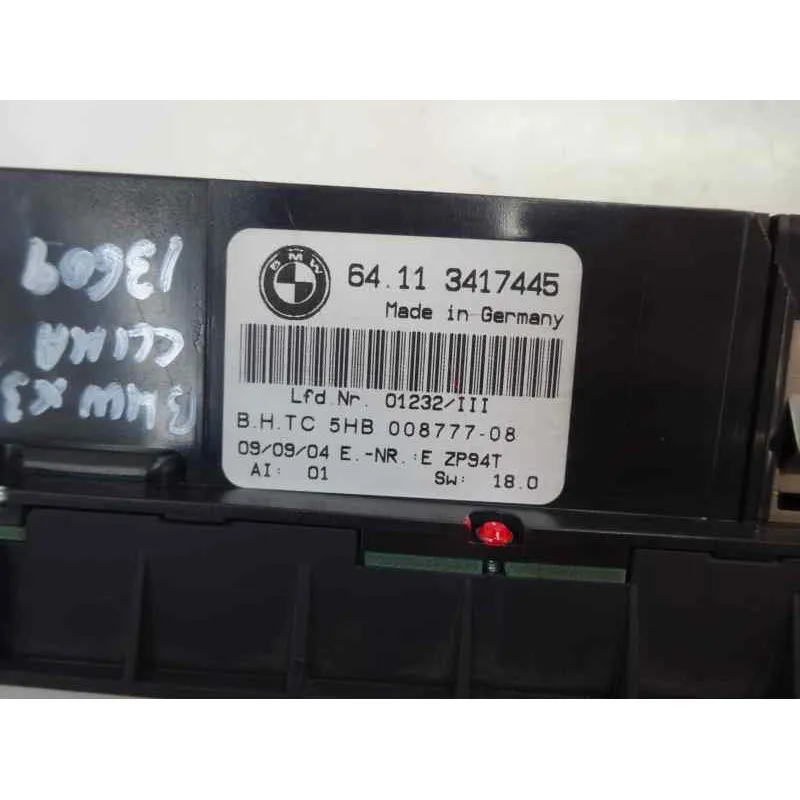 BMW
64.11 3417445
Made in Germany
Lfd.Nr. 01232/III
B.H.TC 5HB 008777-08
09/09/04 E.-NR.:E ZP94T
AI: 01 Sw: 18.0
13609
CLIMA
BMW X3